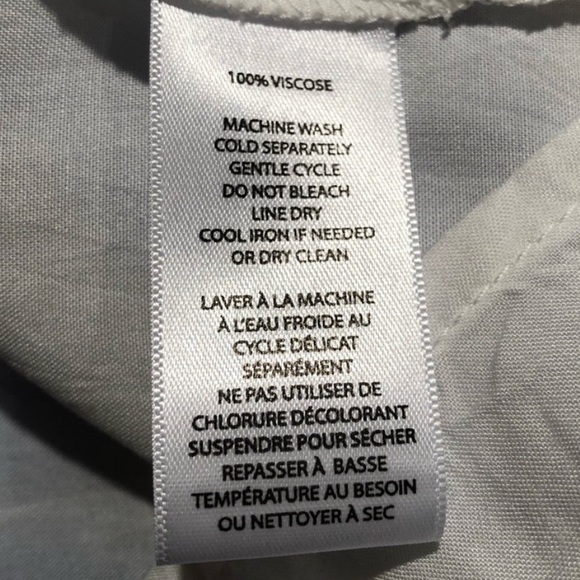 100% VISCOSE
MACHINE WASH
COLD SEPARATELY
GENTLE CYCLE
DO NOT BLEACH
LINE DRY
COOL IRON IF NEEDED
OR DRY CLEAN
LAVER À LA MACHINE
À L'EAU FROIDE AU
CYCLE DÉLICAT
SÉPARÉMENT
NE PAS UTILISER DE
CHLORURE DÉCOLORANT
SUSPENDRE POUR SÉCHER
REPASSER À BASSE
TEMPÉRATURE AU BESOIN
OU NETTOYER À SEC